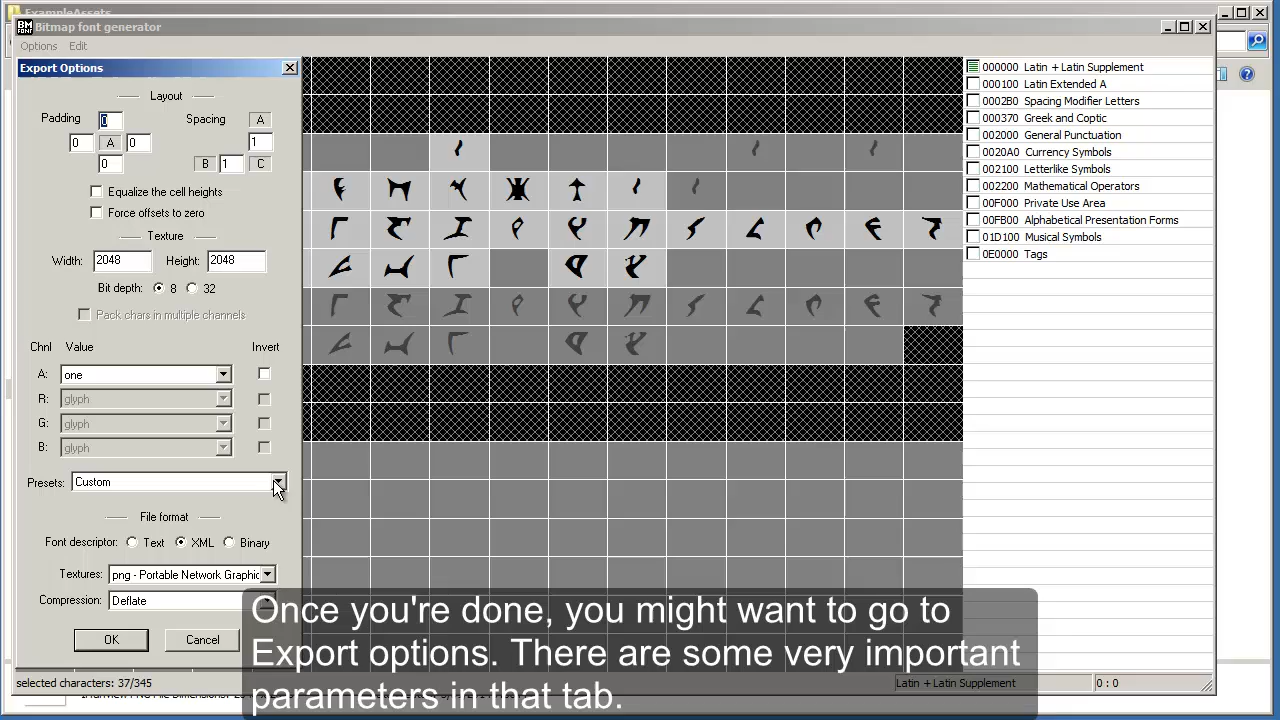 ExampleAssets
Bitmap font generator
Options Edit
Export Options
Layout
Padding 0 Spacing A
0 A 0 1
0 B 1 C
Equalize the cell heights
Force offsets to zero
Texture
Width: 2048 Height: 2048
Bit depth: 8 32
Pack chars in multiple channels
Chnl Value Invert
A: one
R: glyph
G: glyph
B: glyph
Presets: Custom
File format
Font descriptor: Text XML Binary
Textures: png - Portable Network Graphic
Compression: Deflate
OK Cancel
000000 Latin + Latin Supplement
000100 Latin Extended A
0002B0 Spacing Modifier Letters
000370 Greek and Coptic
002000 General Punctuation
0020A0 Currency Symbols
002100 Letterlike Symbols
002200 Mathematical Operators
00F000 Private Use Area
00FB00 Alphabetical Presentation Forms
01D100 Musical Symbols
0E0000 Tags
Once you're done, you might want to go to
Export options. There are some very important
parameters in that tab.
selected characters: 37/345 Latin + Latin Supplement 0 : 0